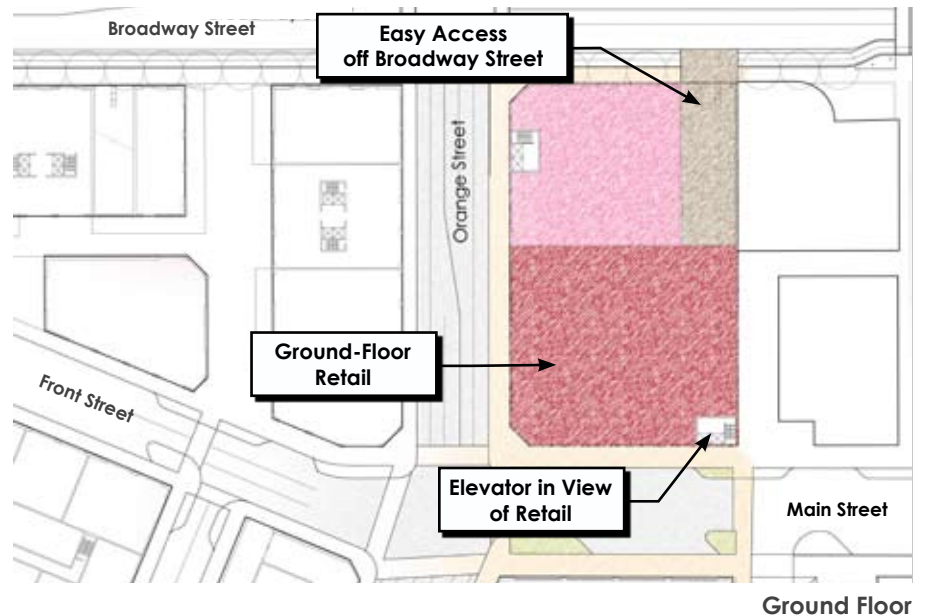 Broadway Street
Easy Access
off Broadway Street
Orange Street
Ground-Floor
Retail
Front Street
Elevator in View
of Retail
Main Street
Ground Floor